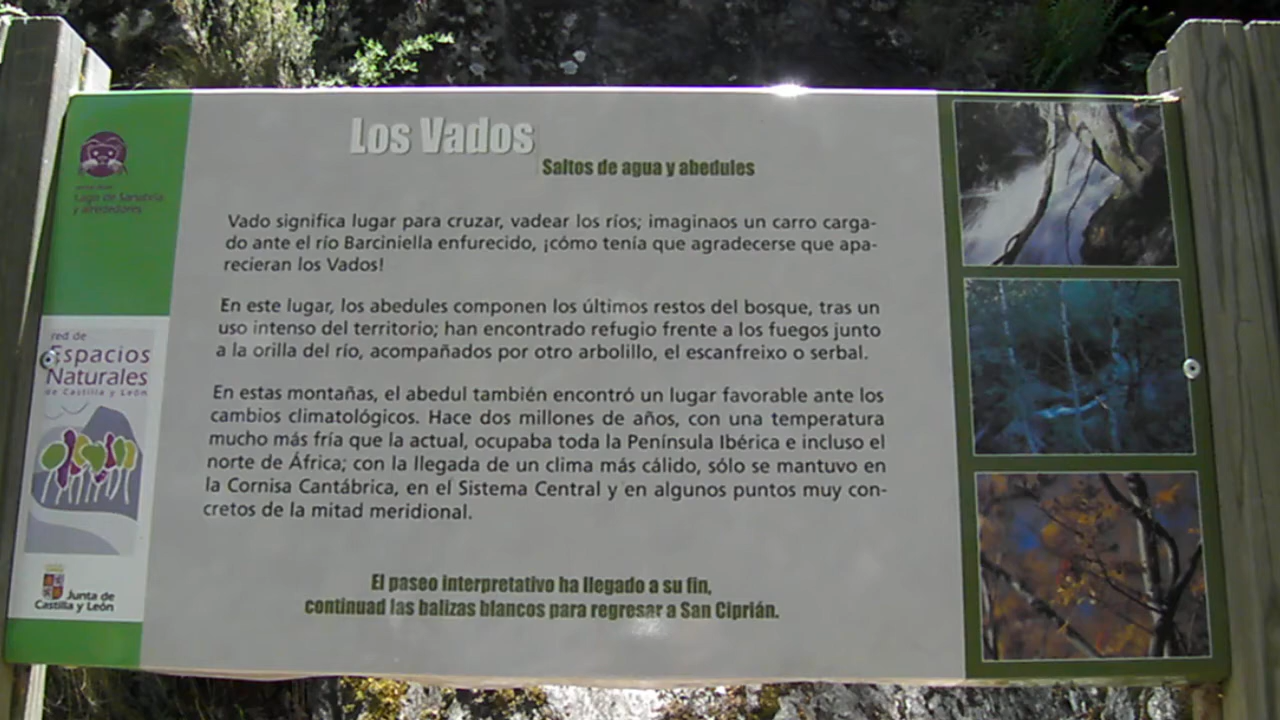 Los Vados
Saltos de agua y abedules
Lago de Sanabria
y alrededores
Vado significa lugar para cruzar, vadear los ríos; imaginaos un carro carga-
do ante el río Barciniella enfurecido, ¡cómo tenía que agradecerse que apa-
recieran los Vados!
En este lugar, los abedules componen los últimos restos del bosque, tras un
uso intenso del territorio; han encontrado refugio frente a los fuegos junto
a la orilla del río, acompañados por otro arbolillo, el escanfreixo o serbal.
En estas montañas, el abedul también encontró un lugar favorable ante los
cambios climatológicos. Hace dos millones de años, con una temperatura
mucho más fría que la actual, ocupaba toda la Península Ibérica e incluso el
norte de África; con la llegada de un clima más cálido, sólo se mantuvo en
la Cornisa Cantábrica, en el Sistema Central y en algunos puntos muy con-
cretos de la mitad meridional.
El paseo interpretativo ha llegado a su fin,
continuad las balizas blancos para regresar a San Ciprián.
red de
Espacios
Naturales
de Castilla y León
Junta de
Castilla y León